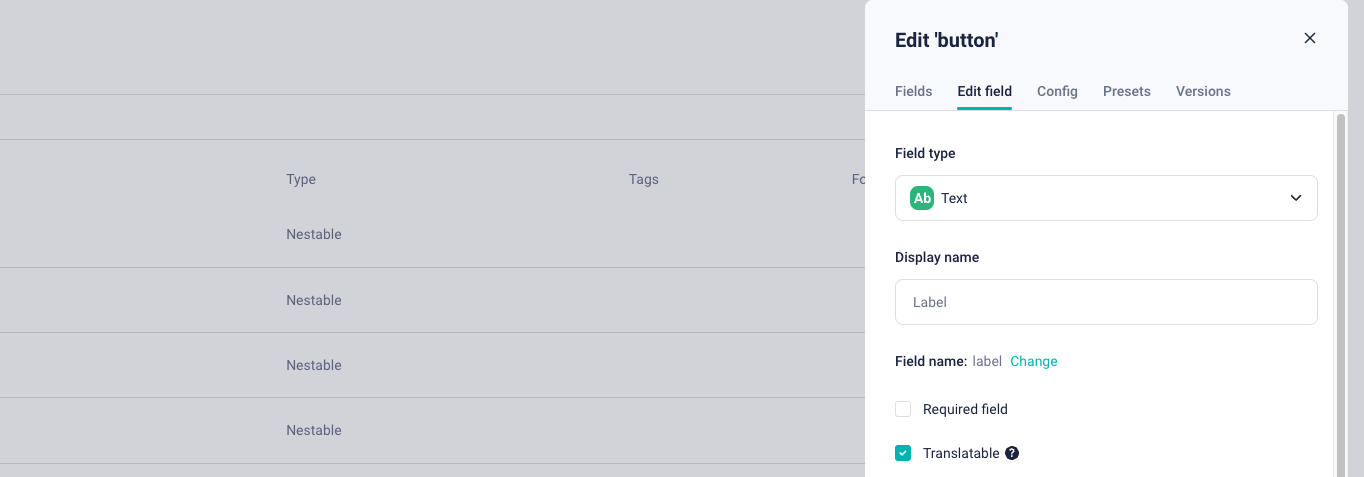 Edit 'button'
Fields Edit field Config Presets Versions
Field type
Ab Text
Display name
Label
Field name: label Change
Required field
Translatable ?
Type Tags Fo
Nestable
Nestable
Nestable
Nestable